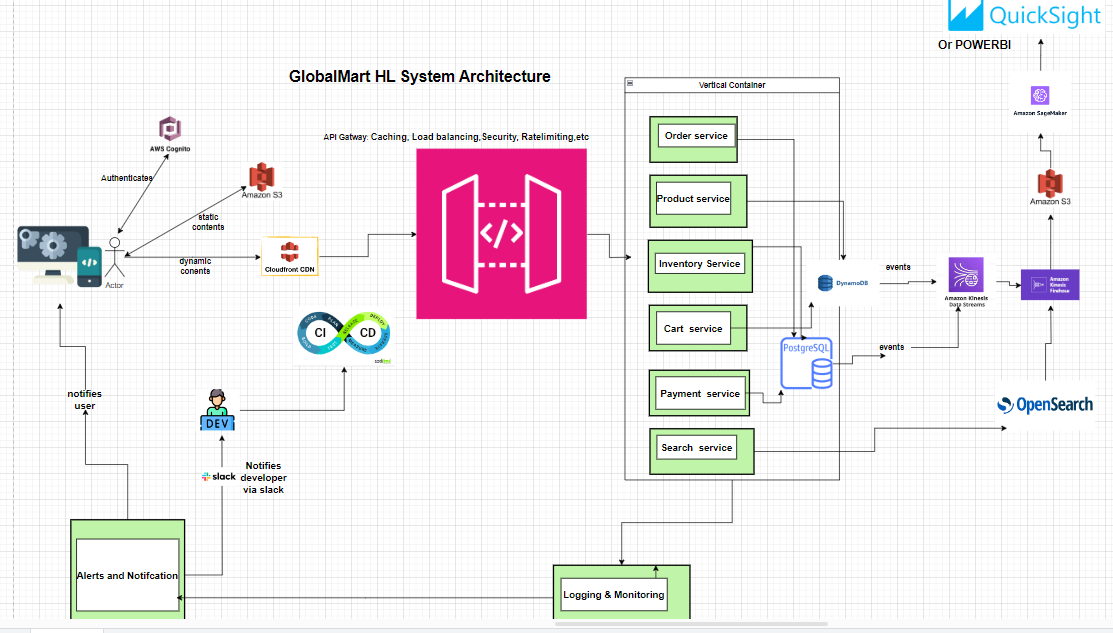 QuickSight
Or POWERBI
GlobalMart HL System Architecture
Vertical Container
Amazon SageMaker
API Gatway: Caching, Load balancing,Security, Ratelimiting,etc
Order service
AWS Cognito
Authenticates
Amazon S3
Product service
Amazon S3
static
contents
dynamic
conents
Cloudfront CDN
Inventory Service
DynamoDB
events
Amazon Kinesis
Data Streams
Amazon
Kinesis
Firehose
Actor
CI
CD
Cart service
PostgreSQL
events
notifies
user
DEV
Payment service
OpenSearch
Search service
slack
Notifies
developer
via slack
Alerts and Notifcation
Logging & Monitoring